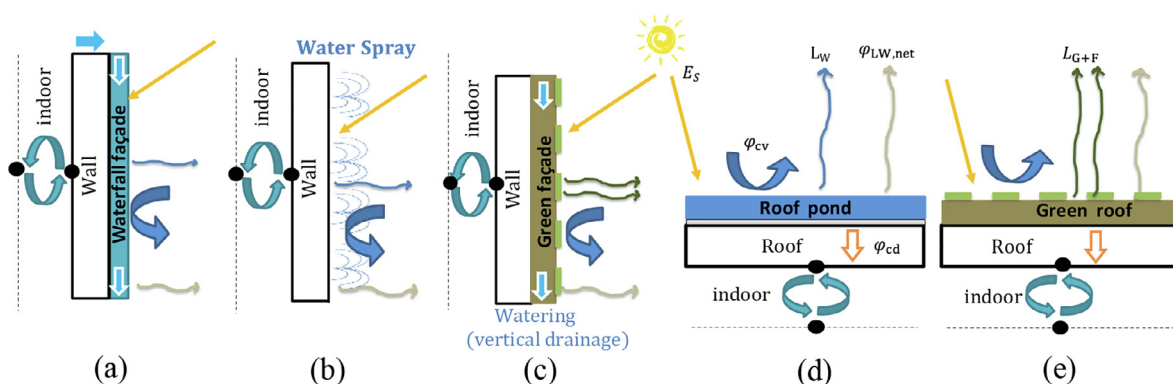 indoor
Wall
Waterfall façade
(a)
Water Spray
indoor
Wall
(b)
indoor
Wall
Green façade
Watering
(vertical drainage)
(c)
E_S
φ_cv
L_W
φ_LW,net
Roof pond
Roof
φ_cd
indoor
(d)
L_G+F
Green roof
Roof
indoor
(e)